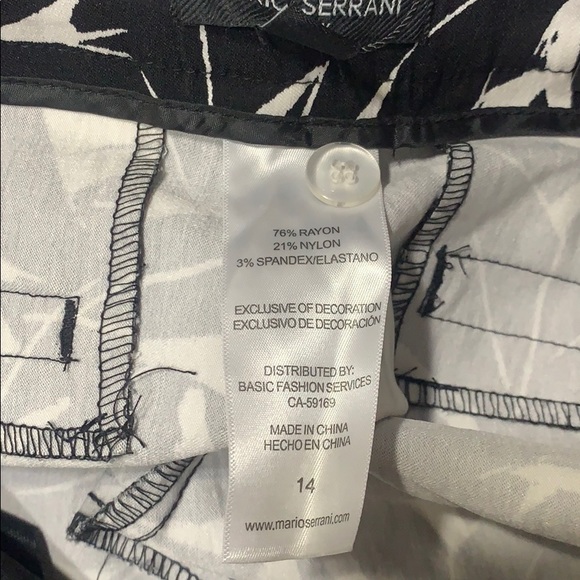 SERRANI
76% RAYON
21% NYLON
3% SPANDEX/ELASTANO
EXCLUSIVE OF DECORATION
EXCLUSIVO DE DECORACIÓN
DISTRIBUTED BY:
BASIC FASHION SERVICES
CA-59169
MADE IN CHINA
HECHO EN CHINA
14
www.marioserrani.com